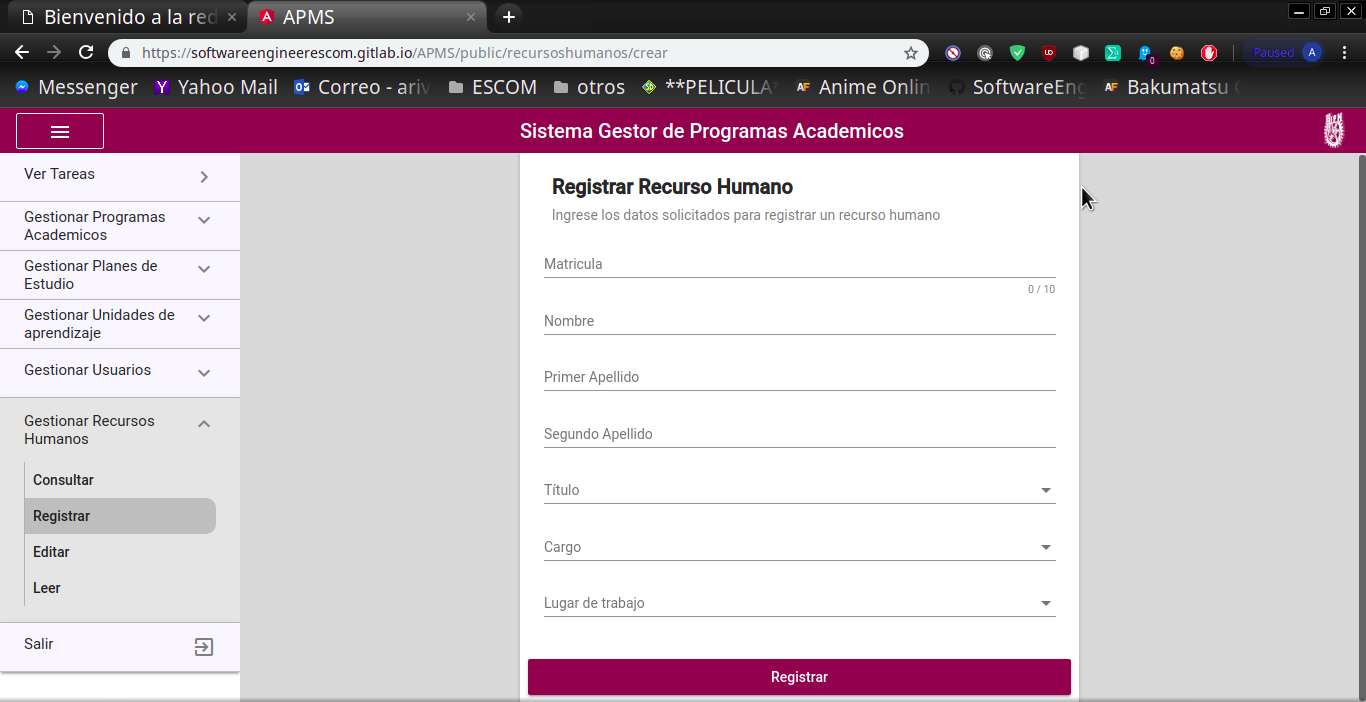 Bienvenido a la red
APMS
https://softwareengineerescom.gitlab.io/APMS/public/recursoshumanos/crear
Paused A
Messenger Yahoo Mail Correo - ariv ESCOM otros **PELICULA* Anime Onlin SoftwareEng Bakumatsu (
Sistema Gestor de Programas Academicos
Ver Tareas
Gestionar Programas
Academicos
Gestionar Planes de
Estudio
Gestionar Unidades de
aprendizaje
Gestionar Usuarios
Gestionar Recursos
Humanos
Consultar
Registrar
Editar
Leer
Salir
Registrar Recurso Humano
Ingrese los datos solicitados para registrar un recurso humano
Matricula
0 / 10
Nombre
Primer Apellido
Segundo Apellido
Título
Cargo
Lugar de trabajo
Registrar